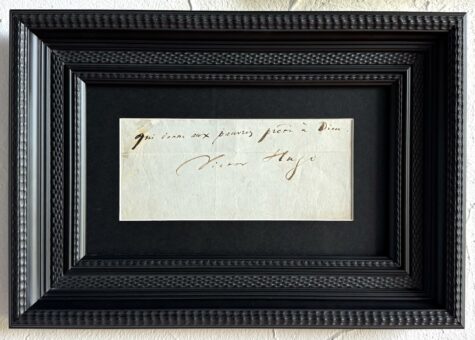 Qui donne aux pauvres prête à Dieu
Victor Hugo